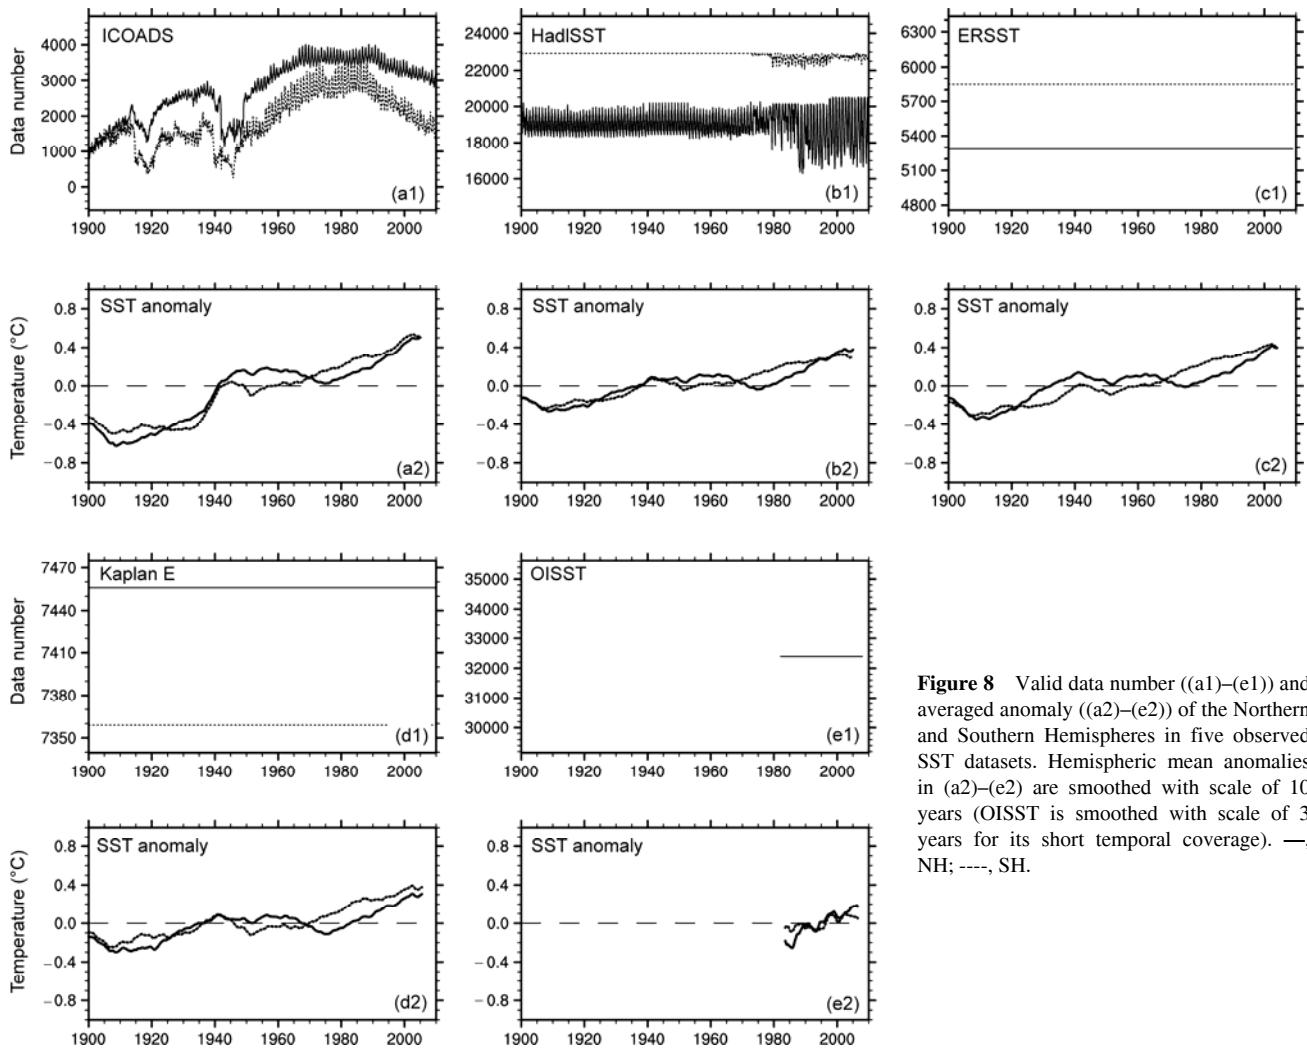 ICOADS
Data number
4000
3000
2000
1000
0
(a1)
1900 1920 1940 1960 1980 2000
HadISST
24000
22000
20000
18000
16000
(b1)
1900 1920 1940 1960 1980 2000
ERSST
6300
6000
5700
5400
5100
4800
(c1)
1900 1920 1940 1960 1980 2000
SST anomaly
Temperature (°C)
0.8
0.4
0.0
−0.4
−0.8
(a2)
1900 1920 1940 1960 1980 2000
SST anomaly
0.8
0.4
0.0
−0.4
−0.8
(b2)
1900 1920 1940 1960 1980 2000
SST anomaly
0.8
0.4
0.0
−0.4
−0.8
(c2)
1900 1920 1940 1960 1980 2000
Kaplan E
Data number
7470
7440
7410
7380
7350
(d1)
1900 1920 1940 1960 1980 2000
OISST
35000
34000
33000
32000
31000
30000
(e1)
1900 1920 1940 1960 1980 2000
SST anomaly
Temperature (°C)
0.8
0.4
0.0
−0.4
−0.8
(d2)
1900 1920 1940 1960 1980 2000
SST anomaly
0.8
0.4
0.0
−0.4
−0.8
(e2)
1900 1920 1940 1960 1980 2000
Figure 8 Valid data number ((a1)–(e1)) and
averaged anomaly ((a2)–(e2)) of the Northern
and Southern Hemispheres in five observed
SST datasets. Hemispheric mean anomalies
in (a2)–(e2) are smoothed with scale of 10
years (OISST is smoothed with scale of 3
years for its short temporal coverage). —,
NH; ----, SH.